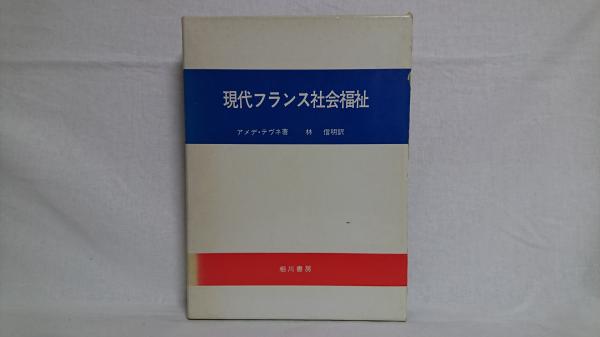 現代フランス社会福祉
アメデ・テヴネ著 林 信明訳
相川書房